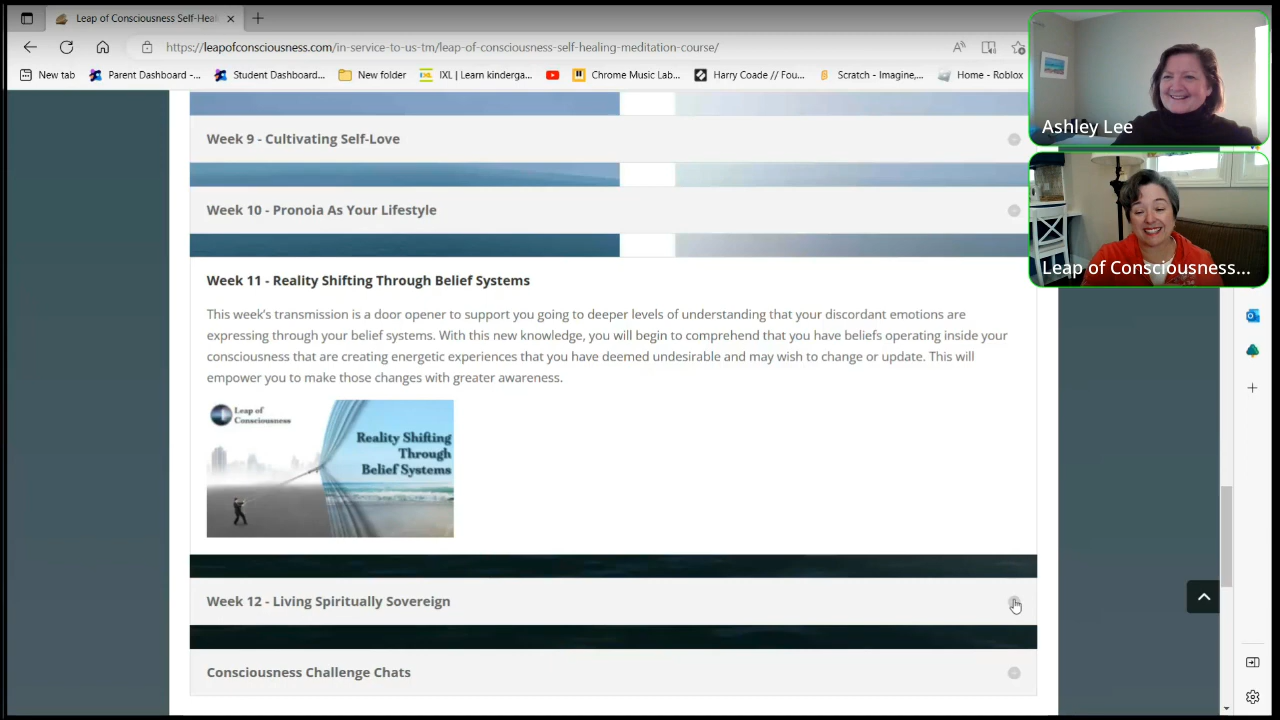 Leap of Consciousness Self-Hea
https://leapofconsciousness.com/in-service-to-us-tm/leap-of-consciousness-self-healing-meditation-course/
New tab
Parent Dashboard -...
Student Dashboard...
New folder
IXL | Learn kinderga...
Chrome Music Lab...
Harry Coade // Fou...
Scratch - Imagine,...
Home - Roblox
Ashley Lee
Leap of Consciousness...
Week 9 - Cultivating Self-Love
Week 10 - Pronoia As Your Lifestyle
Week 11 - Reality Shifting Through Belief Systems
This week's transmission is a door opener to support you going to deeper levels of understanding that your discordant emotions are
expressing through your belief systems. With this new knowledge, you will begin to comprehend that you have beliefs operating inside your
consciousness that are creating energetic experiences that you have deemed undesirable and may wish to change or update. This will
empower you to make those changes with greater awareness.
Leap of
Consciousness
Reality Shifting
Through
Belief Systems
Week 12 - Living Spiritually Sovereign
Consciousness Challenge Chats